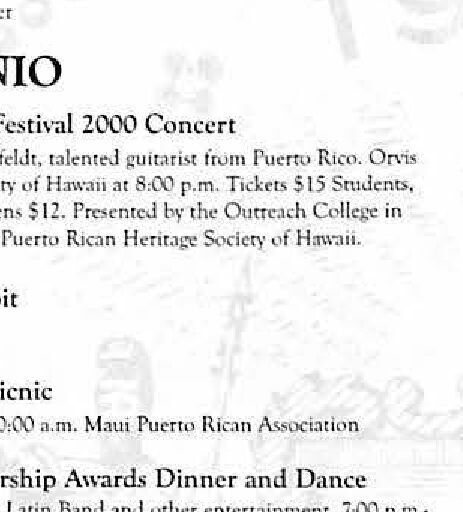 er
NIO
Festival 2000 Concert
feldt, talented guitarist from Puerto Rico. Orvis
ty of Hawaii at 8:00 p.m. Tickets $15 Students,
ens $12. Presented by the Outreach College in
Puerto Rican Heritage Society of Hawaii.
it
icnic
0:00 a.m. Maui Puerto Rican Association
rship Awards Dinner and Dance
Latin Band and other entertainment. 7:00 p.m.-